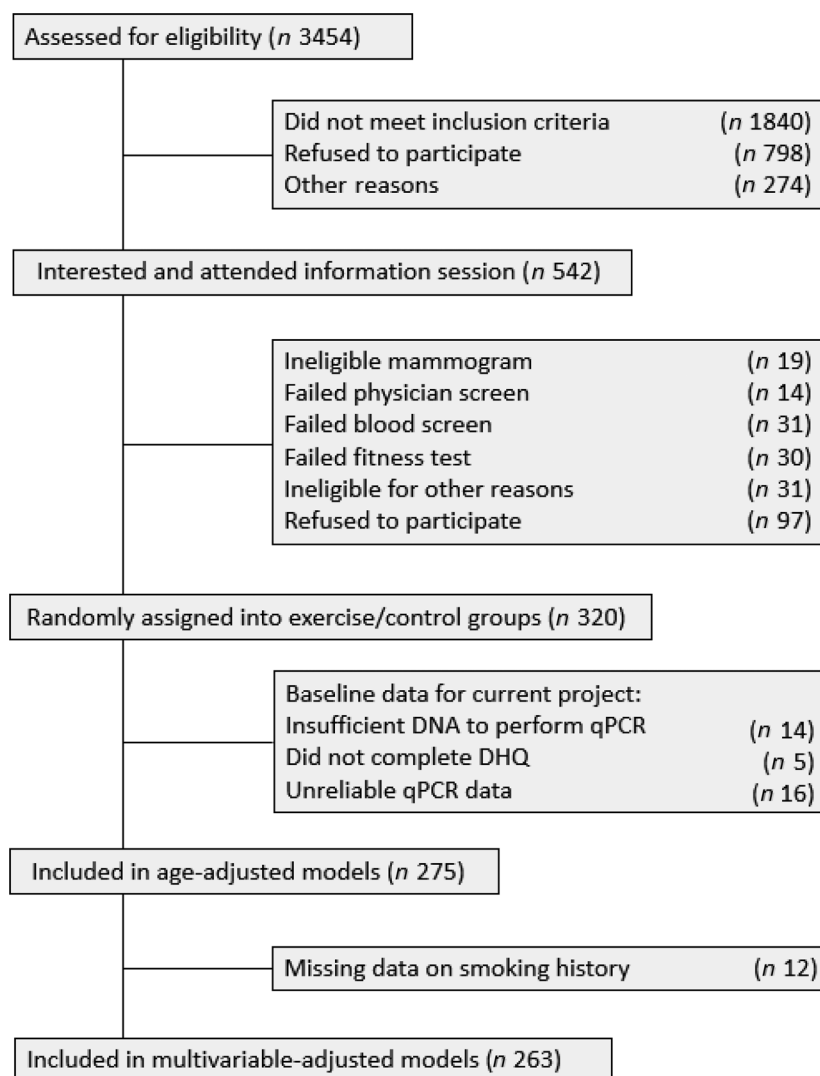 Assessed for eligibility (n 3454)
Did not meet inclusion criteria (n 1840)
Refused to participate (n 798)
Other reasons (n 274)
Interested and attended information session (n 542)
Ineligible mammogram (n 19)
Failed physician screen (n 14)
Failed blood screen (n 31)
Failed fitness test (n 30)
Ineligible for other reasons (n 31)
Refused to participate (n 97)
Randomly assigned into exercise/control groups (n 320)
Baseline data for current project:
Insufficient DNA to perform qPCR (n 14)
Did not complete DHQ (n 5)
Unreliable qPCR data (n 16)
Included in age-adjusted models (n 275)
Missing data on smoking history (n 12)
Included in multivariable-adjusted models (n 263)